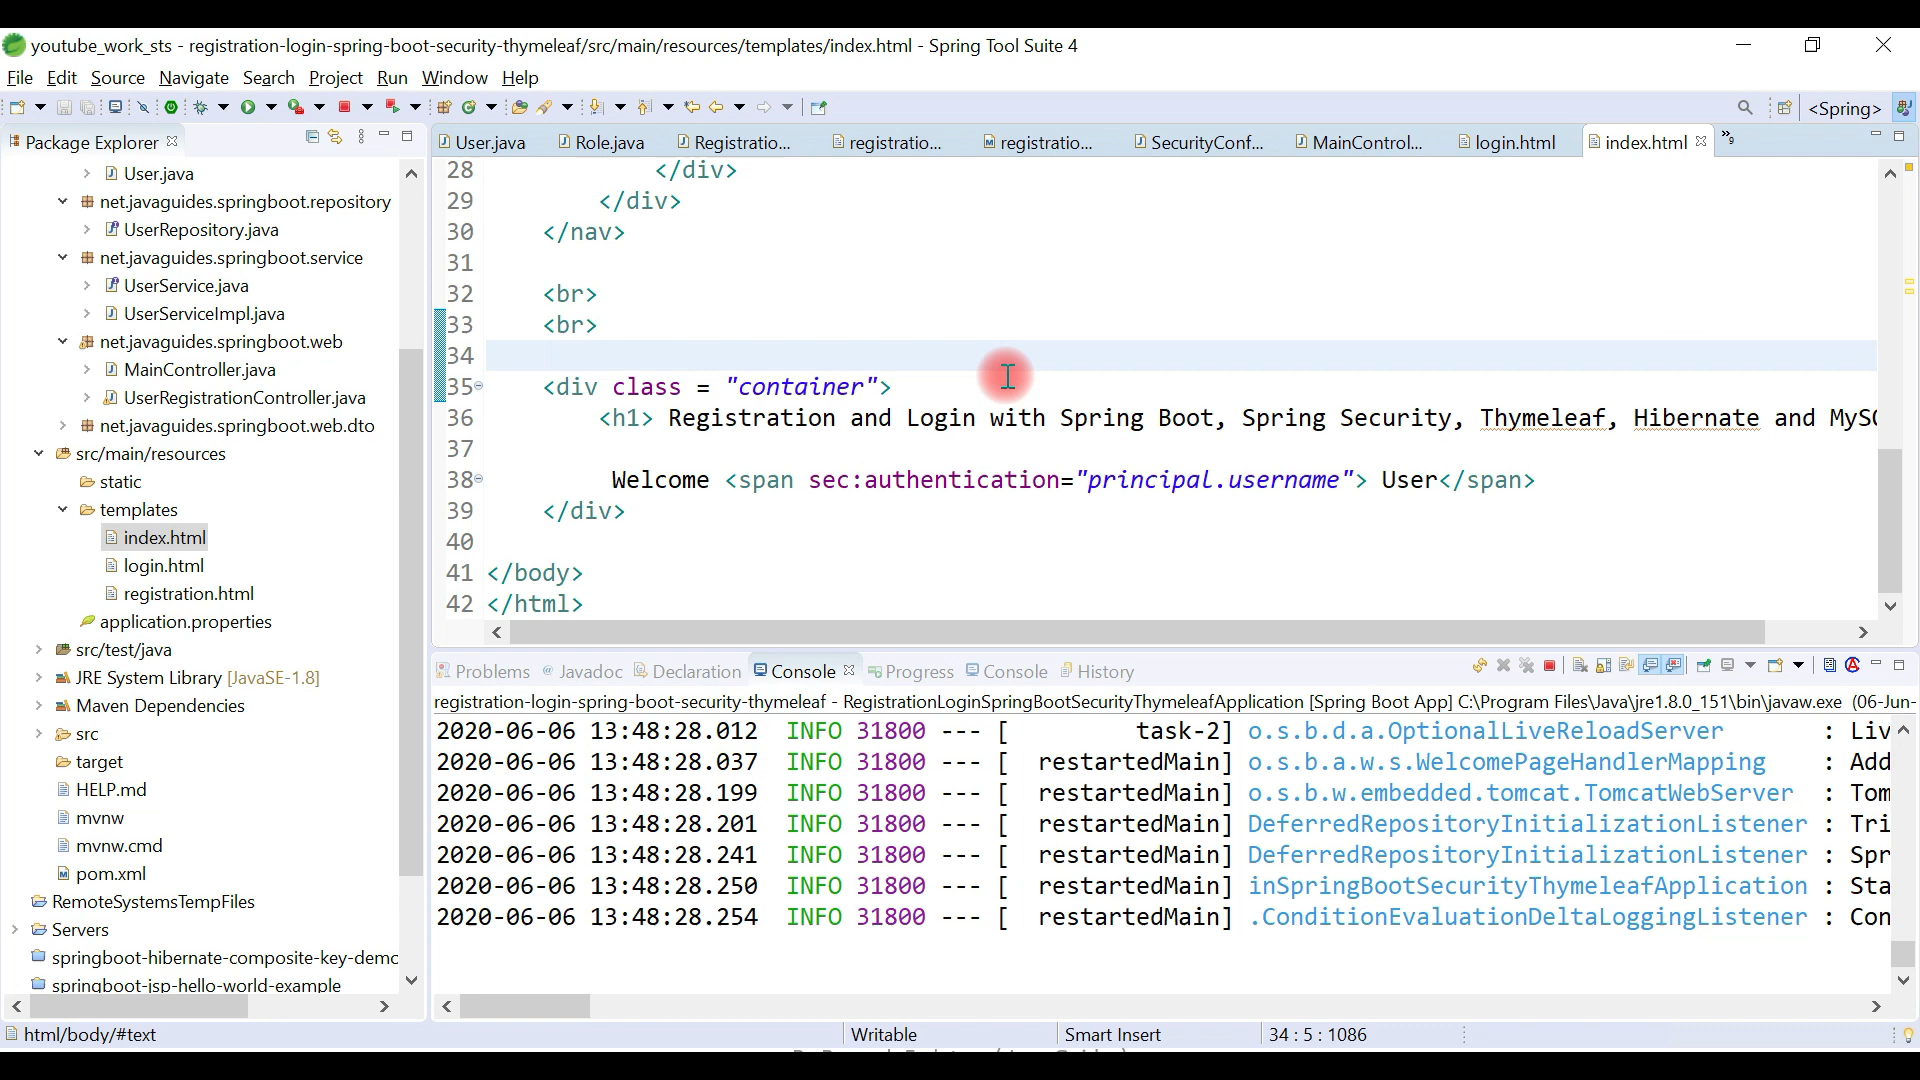 youtube_work_sts - registration-login-spring-boot-security-thymeleaf/src/main/resources/templates/index.html - Spring Tool Suite 4
File Edit Source Navigate Search Project Run Window Help
<Spring>
Package Explorer
User.java
net.javaguides.springboot.repository
UserRepository.java
net.javaguides.springboot.service
UserService.java
UserServiceImpl.java
net.javaguides.springboot.web
MainController.java
UserRegistrationController.java
net.javaguides.springboot.web.dto
src/main/resources
static
templates
index.html
login.html
registration.html
application.properties
src/test/java
JRE System Library [JavaSE-1.8]
Maven Dependencies
src
target
HELP.md
mvnw
mvnw.cmd
pom.xml
RemoteSystemsTempFiles
Servers
springboot-hibernate-composite-key-demo
springboot-jsp-hello-world-example
User.java Role.java Registratio... registratio... registratio... SecurityConf... MainControl... login.html index.html »9
28 </div>
29 </div>
30 </nav>
31
32 <br>
33 <br>
34
35 <div class = "container">
36 <h1> Registration and Login with Spring Boot, Spring Security, Thymeleaf, Hibernate and MySQ
37
38 Welcome <span sec:authentication="principal.username"> User</span>
39 </div>
40
41 </body>
42 </html>
Problems Javadoc Declaration Console Progress Console History
registration-login-spring-boot-security-thymeleaf - RegistrationLoginSpringBootSecurityThymeleafApplication [Spring Boot App] C:\Program Files\Java\jre1.8.0_151\bin\javaw.exe (06-Jun-
2020-06-06 13:48:28.012 INFO 31800 --- [ task-2] o.s.b.d.a.OptionalLiveReloadServer : Liv
2020-06-06 13:48:28.037 INFO 31800 --- [ restartedMain] o.s.b.a.w.s.WelcomePageHandlerMapping : Add
2020-06-06 13:48:28.199 INFO 31800 --- [ restartedMain] o.s.b.w.embedded.tomcat.TomcatWebServer : Tom
2020-06-06 13:48:28.201 INFO 31800 --- [ restartedMain] DeferredRepositoryInitializationListener : Tri
2020-06-06 13:48:28.241 INFO 31800 --- [ restartedMain] DeferredRepositoryInitializationListener : Spr
2020-06-06 13:48:28.250 INFO 31800 --- [ restartedMain] inSpringBootSecurityThymeleafApplication : Sta
2020-06-06 13:48:28.254 INFO 31800 --- [ restartedMain] .ConditionEvaluationDeltaLoggingListener : Con
html/body/#text Writable Smart Insert 34 : 5 : 1086